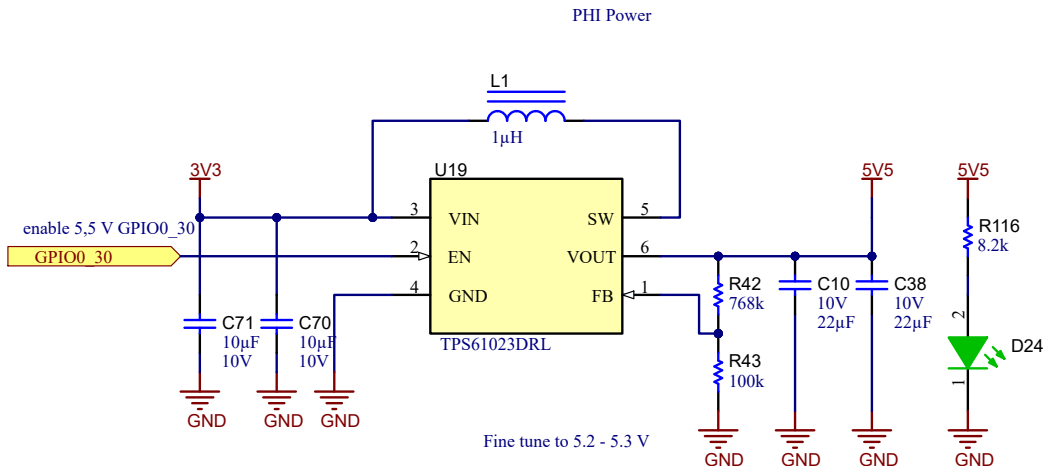 PHI Power
L1
1µH
3V3
U19
5V5
5V5
enable 5,5 V GPIO0_30
GPIO0_30
3
VIN
SW
5
2
EN
VOUT
6
4
GND
FB
1
TPS61023DRL
R116
8.2k
R42
768k
C10
10V
22µF
C38
10V
22µF
C71
10µF
10V
C70
10µF
10V
R43
100k
2
D24
1
GND
GND
GND
Fine tune to 5.2 - 5.3 V
GND
GND
GND
GND